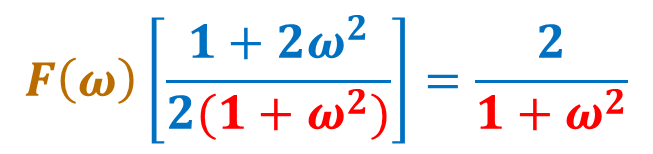 F(ω) [ (1 + 2ω²) / (2(1 + ω²)) ] = 2 / (1 + ω²)